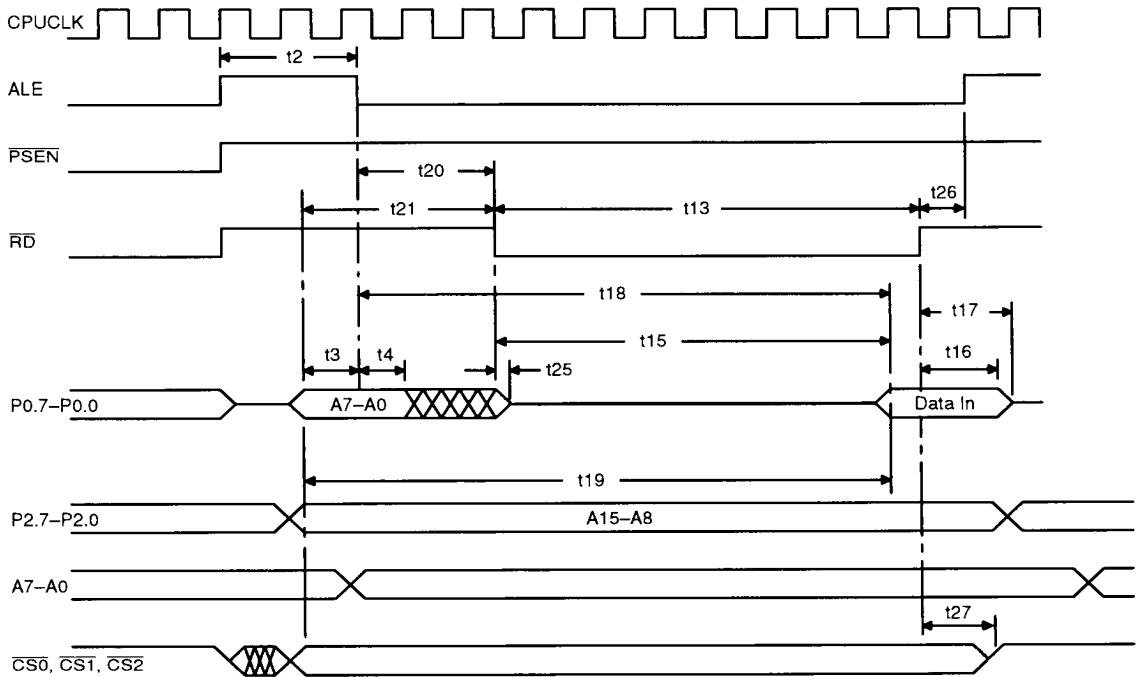 CPUCLK
t2
ALE
PSEN
t20
t26
t21
t13
RD
t18
t17
t15
t3
t4
t16
t25
P0.7–P0.0
A7–A0
Data In
t19
P2.7–P2.0
A15–A8
A7–A0
t27
CS0, CS1, CS2